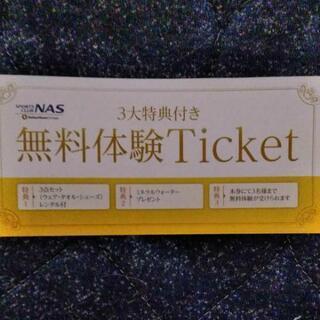 SPORTS CLUB NAS
3大特典付き
無料体験Ticket
特典1
3点セット
(ウェア・タオル・シューズ)
レンタル付
特典2
ミネラルウォーター
プレゼント
特典3
本券にて3名様まで
無料体験が受けられます